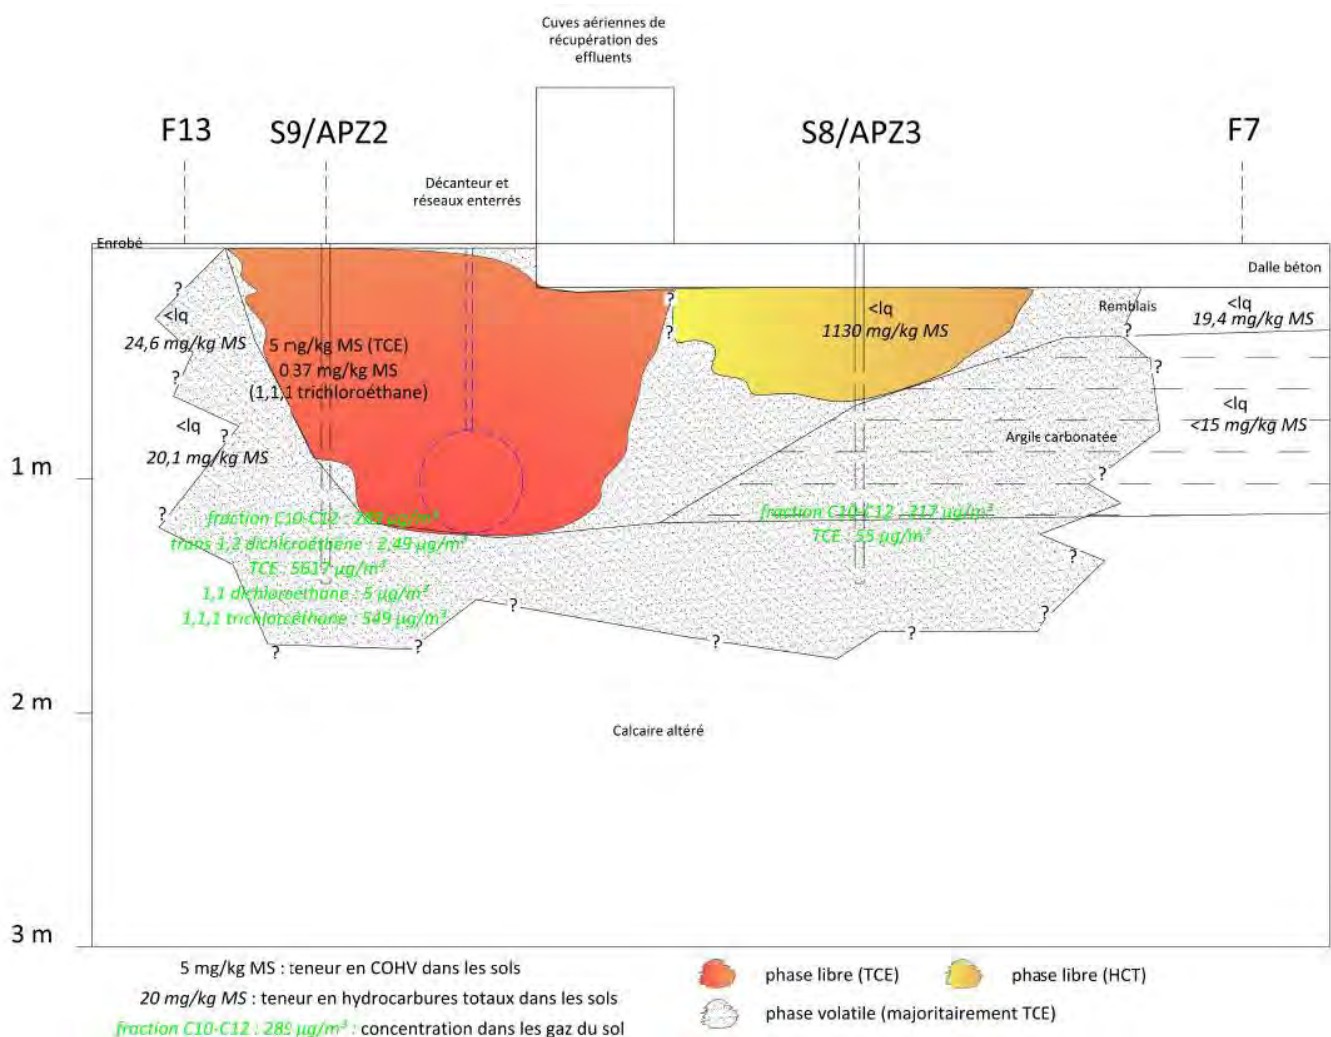 Cuves aériennes de
récupération des
effluents
F13
S9/APZ2
S8/APZ3
F7
Décanteur et
réseaux enterrés
Enrobé
Dalle béton
?
<lq
24,6 mg/kg MS
?
5 mg/kg MS (TCE)
0.37 mg/kg MS
(1,1,1 trichloroéthane)
?
?
<lq
1130 mg/kg MS
Remblais
?
<lq
19,4 mg/kg MS
?
<lq
20,1 mg/kg MS
?
Argile carbonatée
<lq
<15 mg/kg MS
?
1 m
?
fraction C10-C12 : 282 µg/m³
trans 1,2 dichloroéthène : 2,49 µg/m³
TCE : 5617 µg/m³
1,1 dichloroéthane : 5 µg/m³
1,1,1 trichloroéthane : 549 µg/m³
fraction C10-C12 : 217 µg/m³
TCE : 55 µg/m³
?
?
?
?
?
?
?
2 m
Calcaire altéré
3 m
5 mg/kg MS : teneur en COHV dans les sols
20 mg/kg MS : teneur en hydrocarbures totaux dans les sols
fraction C10-C12 : 289 µg/m³ : concentration dans les gaz du sol
phase libre (TCE)
phase libre (HCT)
phase volatile (majoritairement TCE)